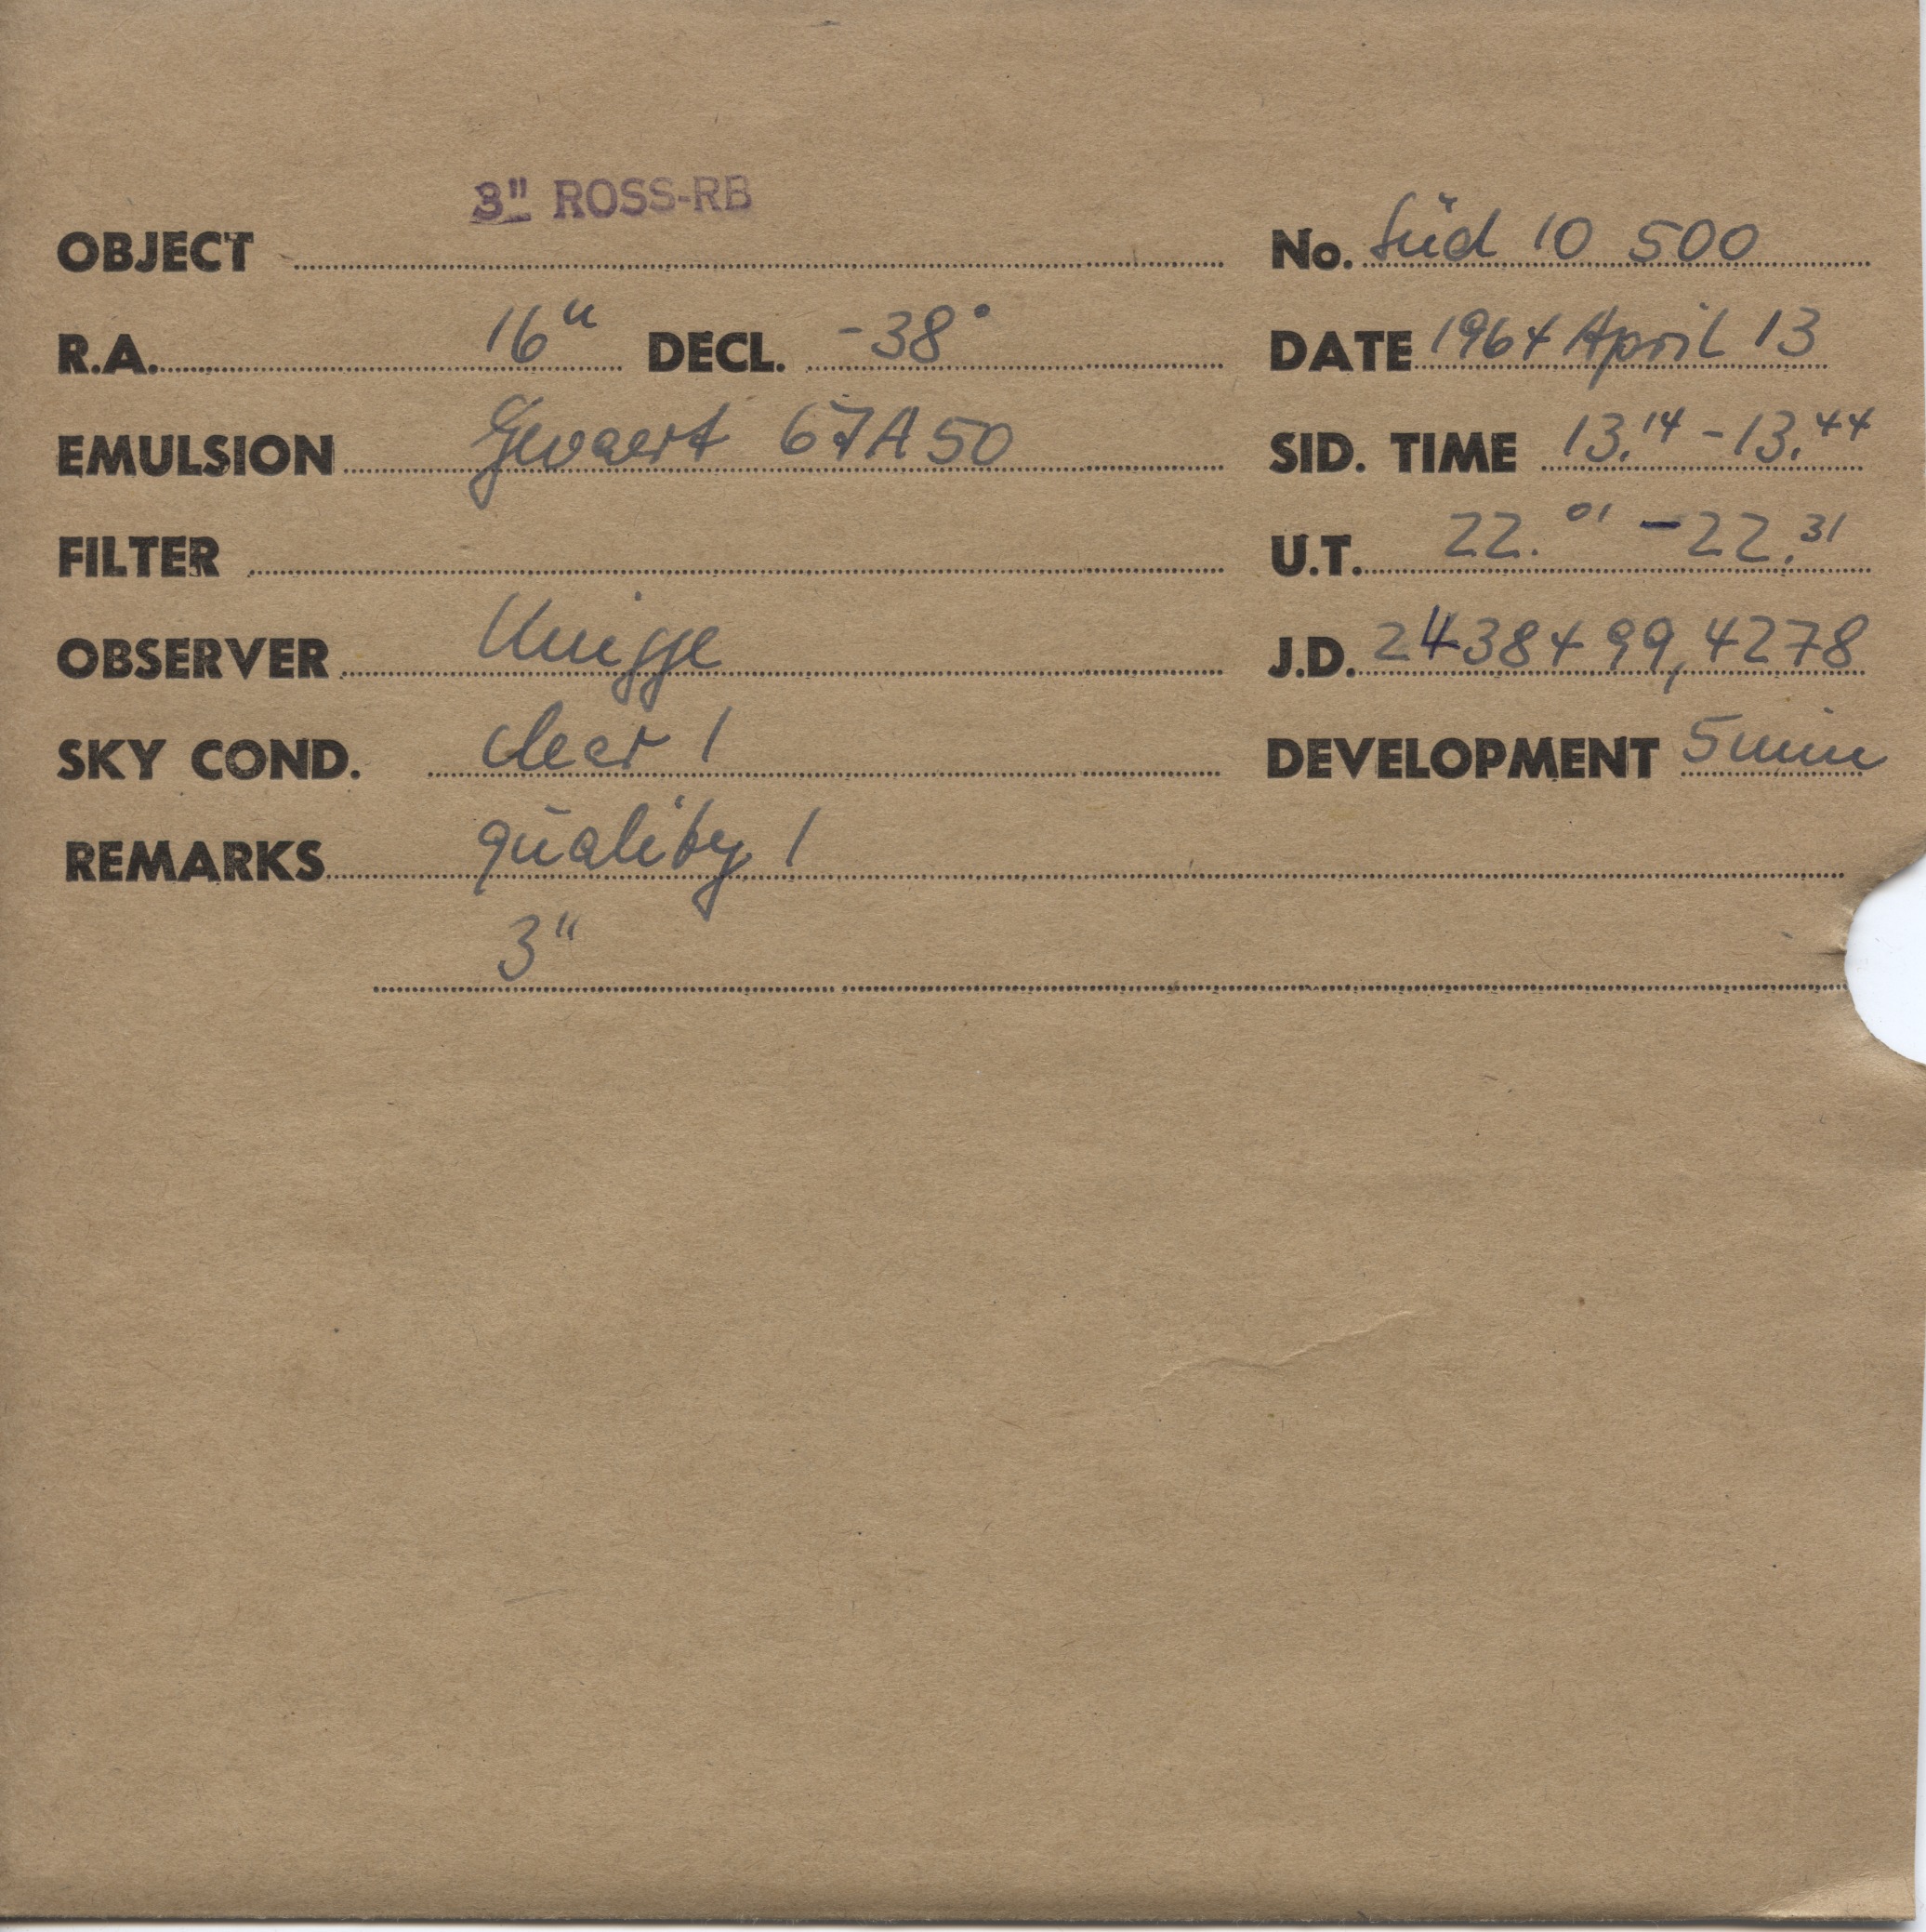 3" ROSS-RB
OBJECT No. Süd 10 500
R.A. 16ʰ DECL. -38° DATE 1964 April 13
EMULSION Gevaert 67A50 SID. TIME 13.14 - 13.44
FILTER U.T. 22.01 - 22.31
OBSERVER Knigge J.D. 2438499,4278
SKY COND. clear 1 DEVELOPMENT 5 min
REMARKS quality 1
3"